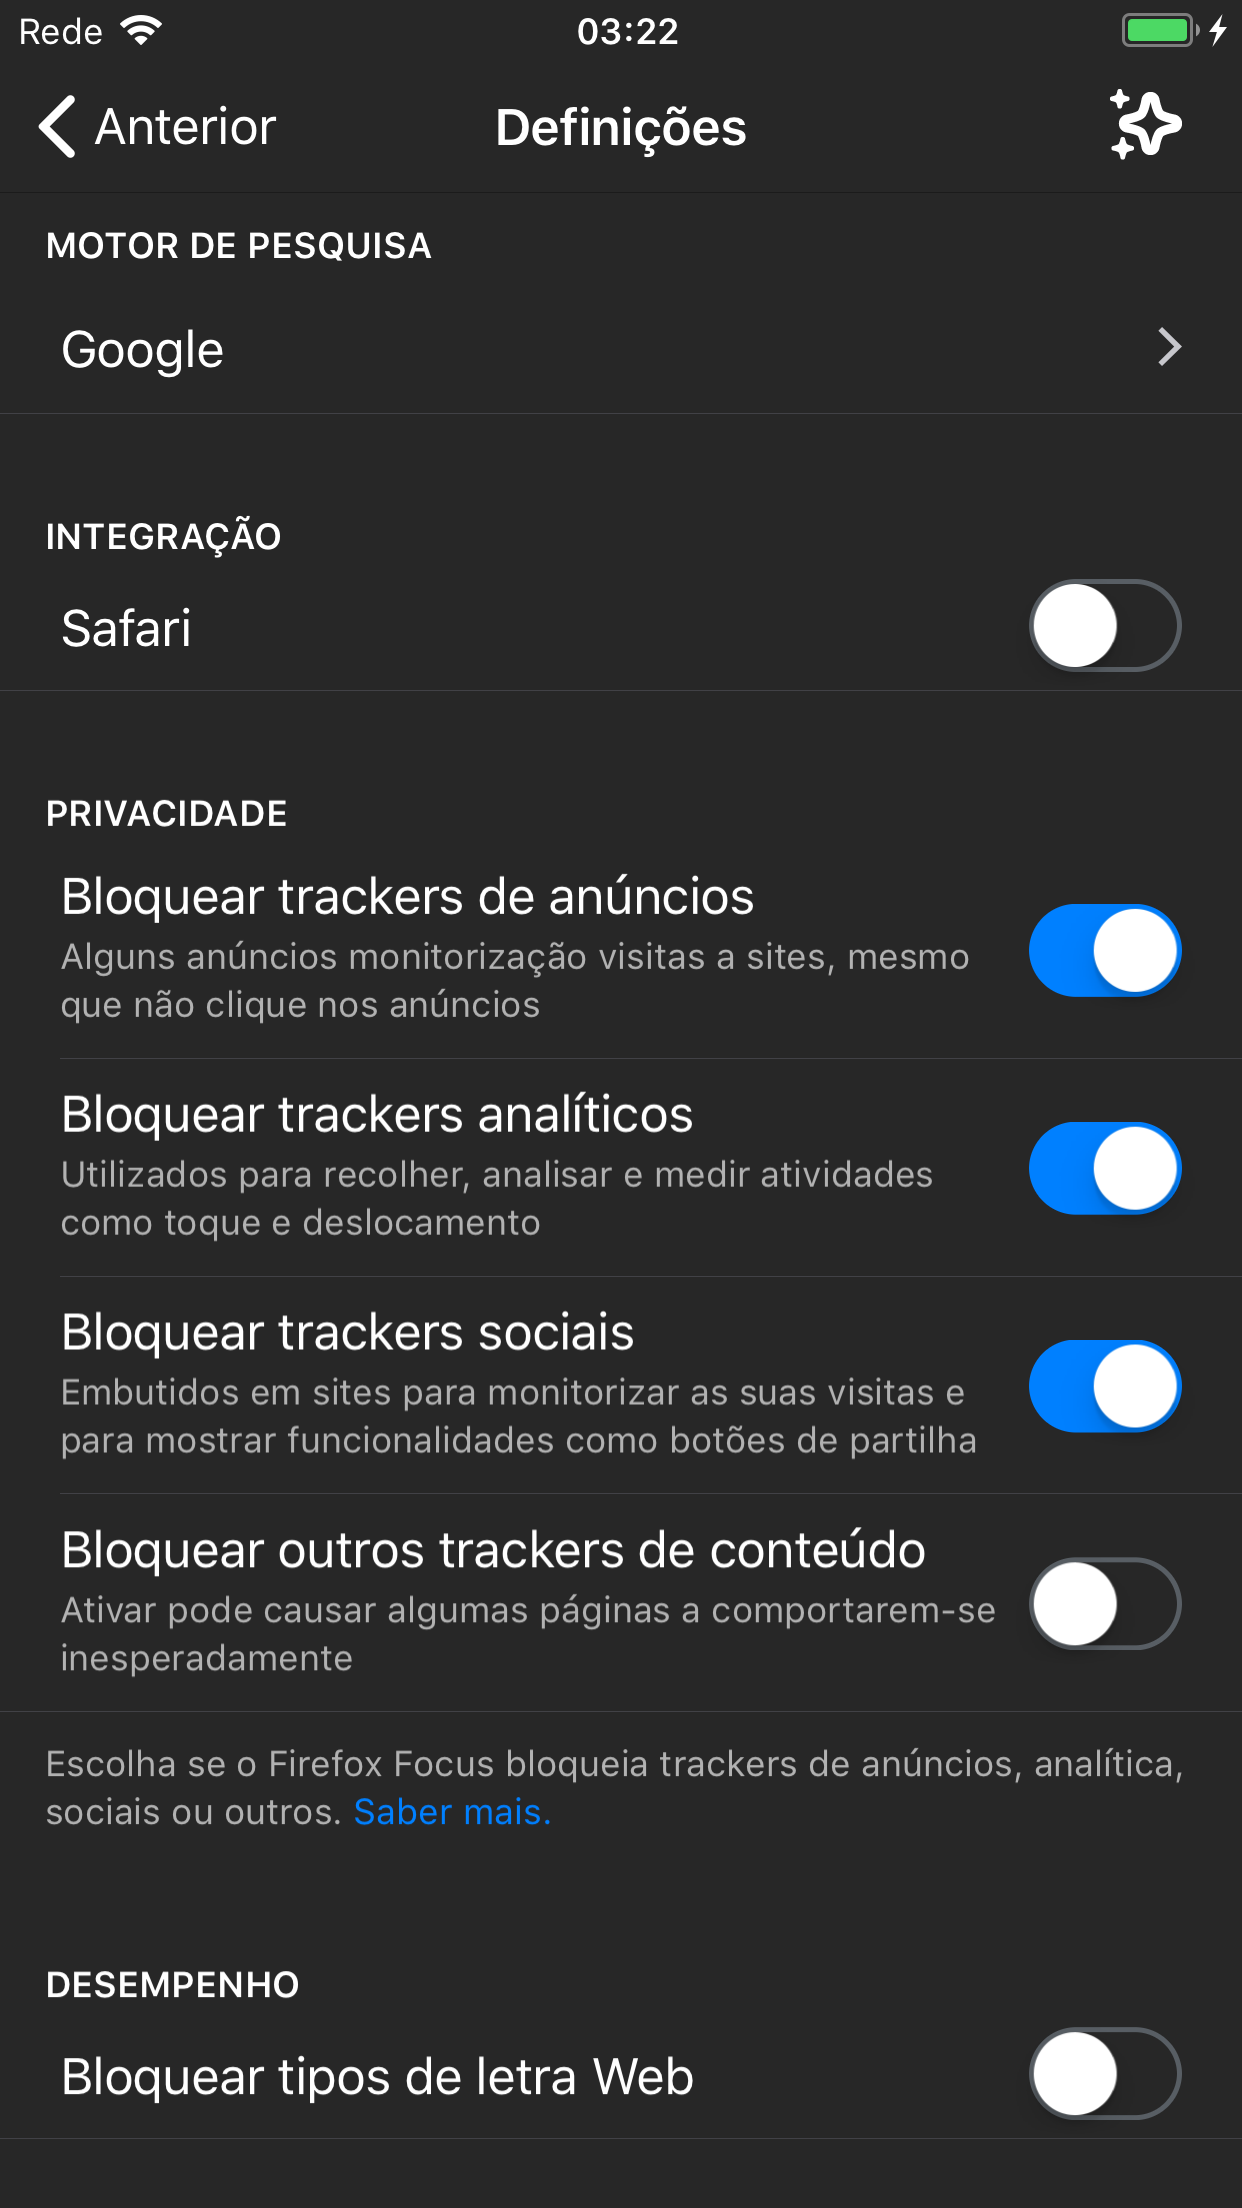 Rede
03:22
Anterior
Definições
MOTOR DE PESQUISA
Google
INTEGRAÇÃO
Safari
PRIVACIDADE
Bloquear trackers de anúncios
Alguns anúncios monitorização visitas a sites, mesmo
que não clique nos anúncios
Bloquear trackers analíticos
Utilizados para recolher, analisar e medir atividades
como toque e deslocamento
Bloquear trackers sociais
Embutidos em sites para monitorizar as suas visitas e
para mostrar funcionalidades como botões de partilha
Bloquear outros trackers de conteúdo
Ativar pode causar algumas páginas a comportarem-se
inesperadamente
Escolha se o Firefox Focus bloqueia trackers de anúncios, analítica,
sociais ou outros. Saber mais.
DESEMPENHO
Bloquear tipos de letra Web